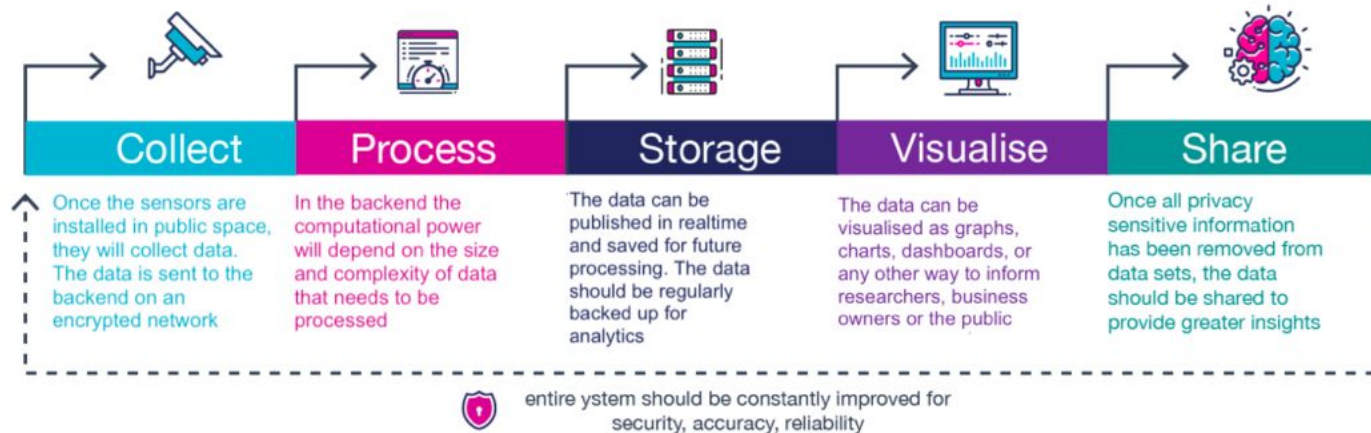 Collect
Process
Storage
Visualise
Share
Once the sensors are
installed in public space,
they will collect data.
The data is sent to the
backend on an
encrypted network
In the backend the
computational power
will depend on the size
and complexity of data
that needs to be
processed
The data can be
published in realtime
and saved for future
processing. The data
should be regularly
backed up for
analytics
The data can be
visualised as graphs,
charts, dashboards, or
any other way to inform
researchers, business
owners or the public
Once all privacy
sensitive information
has been removed from
data sets, the data
should be shared to
provide greater insights
entire ystem should be constantly improved for
security, accuracy, reliability